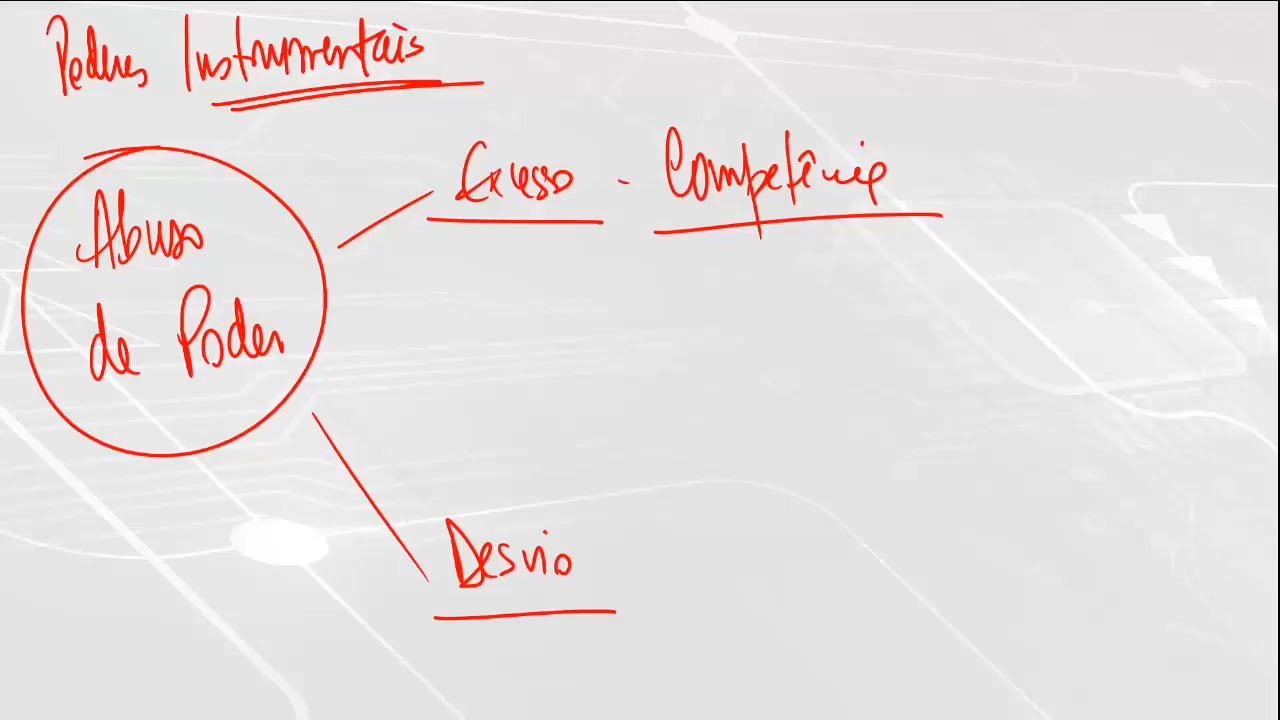 Poderes Instrumentais
Excesso - Competência
Abuso
de Poder
Desvio